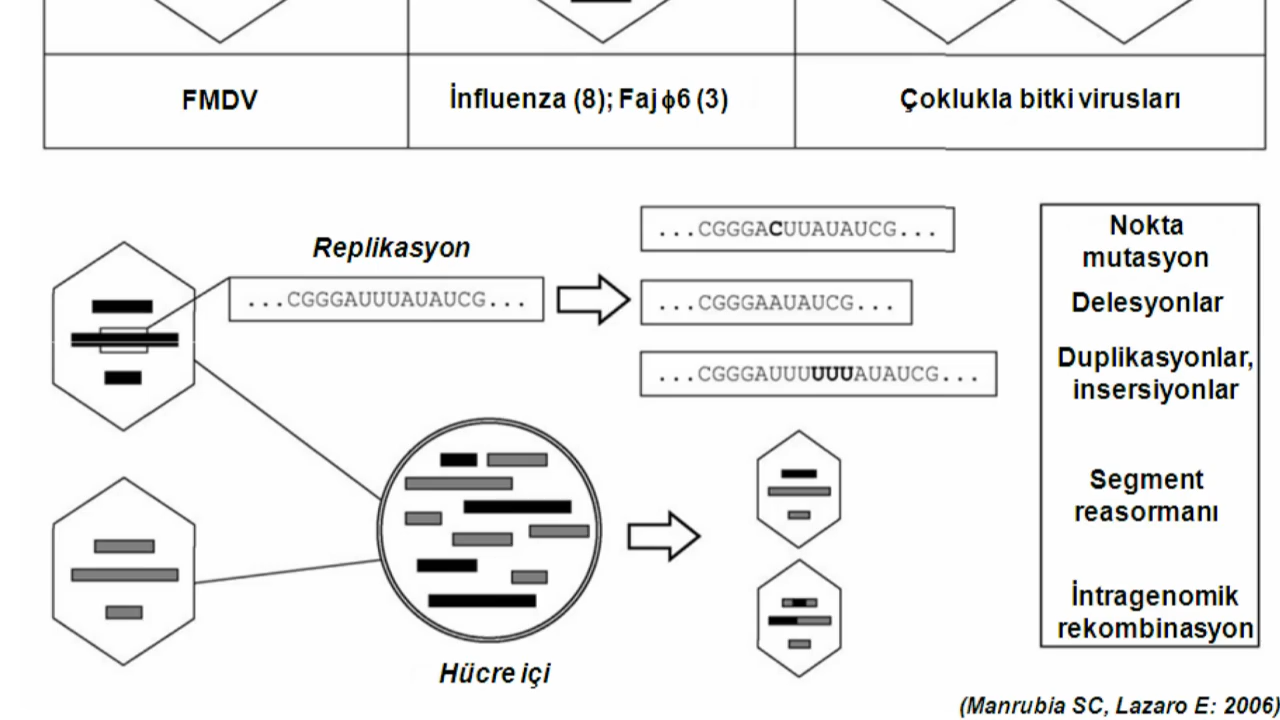 FMDV
İnfluenza (8); Faj ϕ6 (3)
Çoklukla bitki virusları
Replikasyon
...CGGGAUUUAUAUCG...
...CGGGACUUAUAUCG...
...CGGGAAUAUCG...
...CGGGAUUUUUUAUAUCG...
Nokta
mutasyon
Delesyonlar
Duplikasyonlar,
insersiyonlar
Segment
reasormanı
İntragenomik
rekombinasyon
Hücre içi
(Manrubia SC, Lazaro E: 2006)